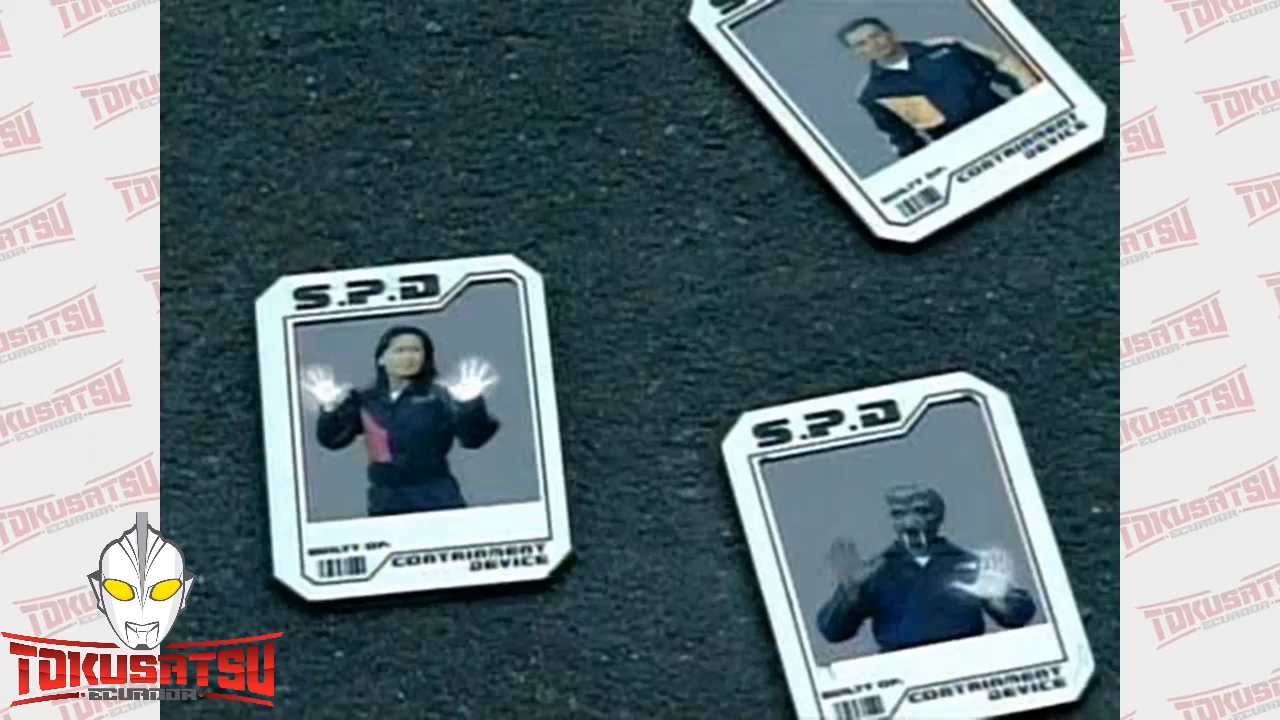 GUILTY OF:
CONTAINMENT
DEVICE
S.P.D
GUILTY OF:
CONTAINMENT
DEVICE
S.P.D
GUILTY OF:
CONTAINMENT
DEVICE
TOKUSATSU
·ECUADOR·